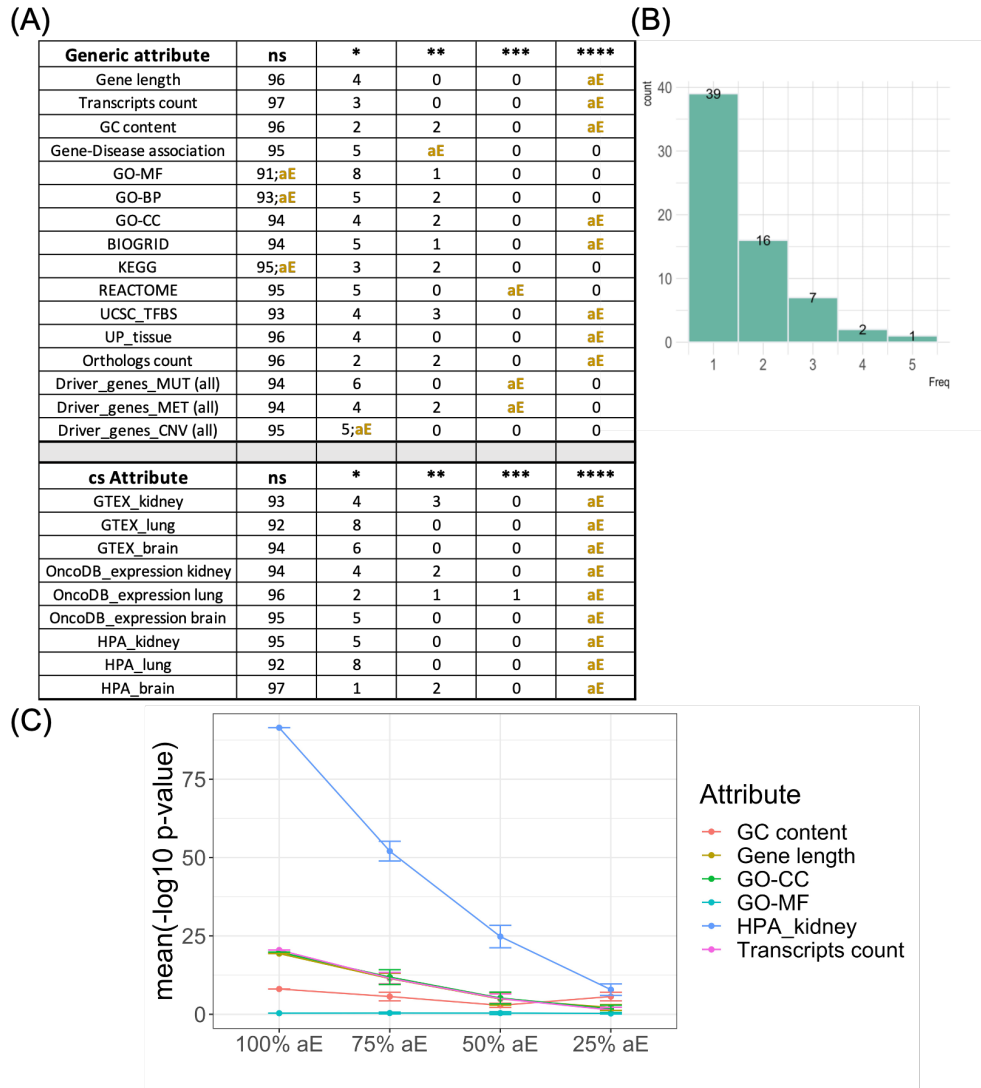 (A)
Generic attribute ns * ** *** ****
Gene length 96 4 0 0 aE
Transcripts count 97 3 0 0 aE
GC content 96 2 2 0 aE
Gene-Disease association 95 5 aE 0 0
GO-MF 91;aE 8 1 0 0
GO-BP 93;aE 5 2 0 0
GO-CC 94 4 2 0 aE
BIOGRID 94 5 1 0 aE
KEGG 95;aE 3 2 0 0
REACTOME 95 5 0 aE 0
UCSC_TFBS 93 4 3 0 aE
UP_tissue 96 4 0 0 aE
Orthologs count 96 2 2 0 aE
Driver_genes_MUT (all) 94 6 0 aE 0
Driver_genes_MET (all) 94 4 2 aE 0
Driver_genes_CNV (all) 95 5;aE 0 0 0
cs Attribute ns * ** *** ****
GTEX_kidney 93 4 3 0 aE
GTEX_lung 92 8 0 0 aE
GTEX_brain 94 6 0 0 aE
OncoDB_expression kidney 94 4 2 0 aE
OncoDB_expression lung 96 2 1 1 aE
OncoDB_expression brain 95 5 0 0 aE
HPA_kidney 95 5 0 0 aE
HPA_lung 92 8 0 0 aE
HPA_brain 97 1 2 0 aE
(B)
count
40
30
20
10
0
39
16
7
2
1
1 2 3 4 5
Freq
(C)
mean(-log10 p-value)
75
50
25
0
100% aE 75% aE 50% aE 25% aE
Attribute
GC content
Gene length
GO-CC
GO-MF
HPA_kidney
Transcripts count